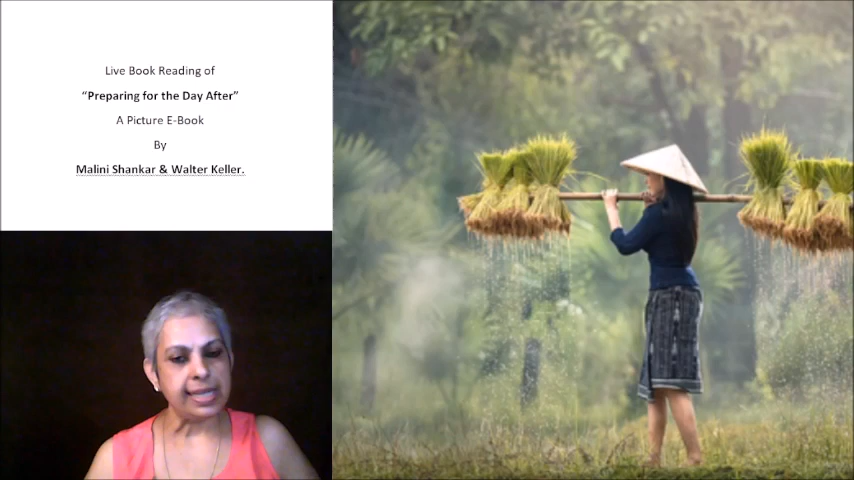 Live Book Reading of
“Preparing for the Day After”
A Picture E-Book
By
Malini Shankar & Walter Keller.